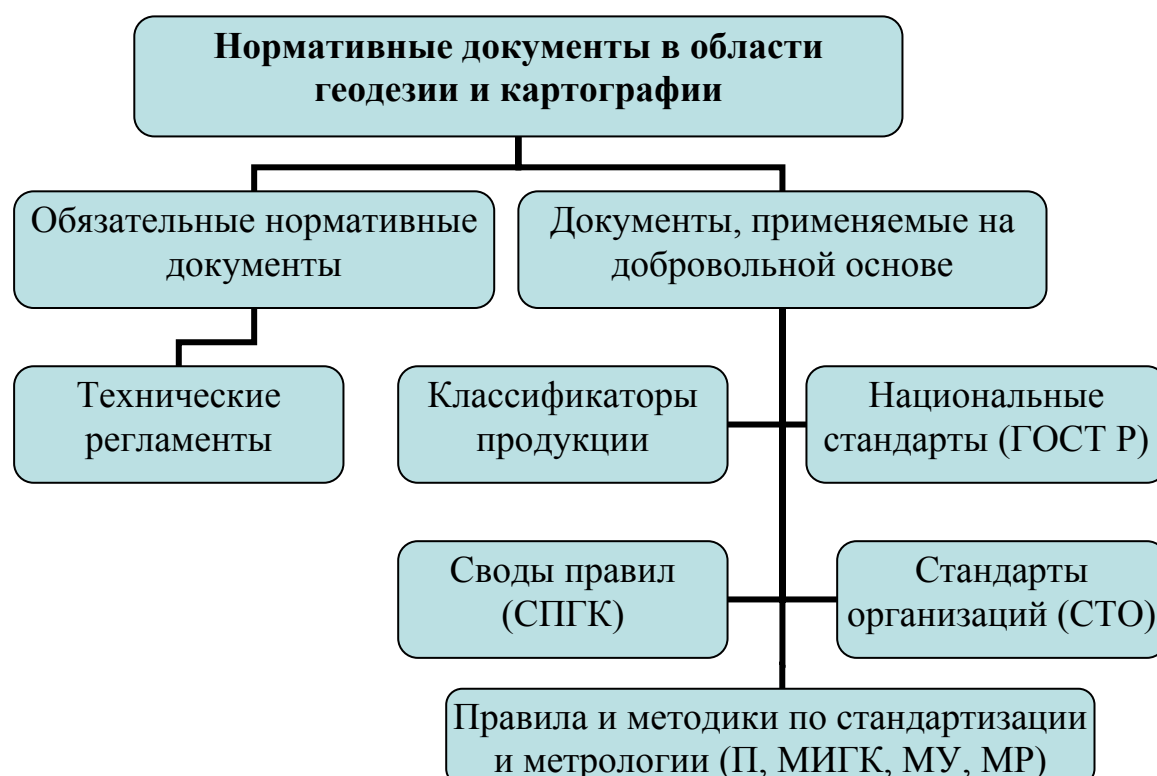 Нормативные документы в области
геодезии и картографии
Обязательные нормативные
документы
Документы, применяемые на
добровольной основе
Технические
регламенты
Классификаторы
продукции
Национальные
стандарты (ГОСТ Р)
Своды правил
(СПГК)
Стандарты
организаций (СТО)
Правила и методики по стандартизации
и метрологии (П, МИГК, МУ, МР)